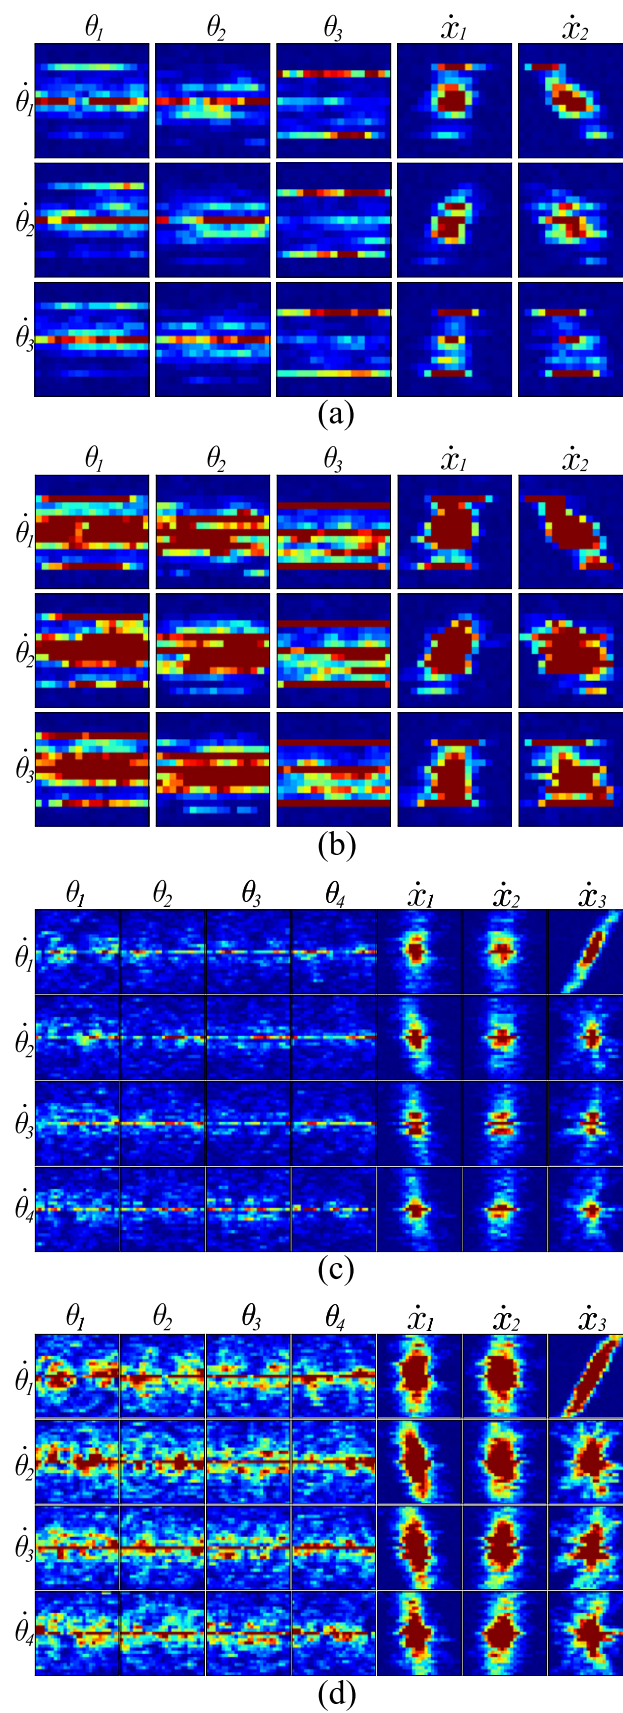 θ₁ θ₂ θ₃ ẋ₁ ẋ₂
θ̇₁
θ̇₂
θ̇₃
(a)
θ₁ θ₂ θ₃ ẋ₁ ẋ₂
θ̇₁
θ̇₂
θ̇₃
(b)
θ₁ θ₂ θ₃ θ₄ ẋ₁ ẋ₂ ẋ₃
θ̇₁
θ̇₂
θ̇₃
θ̇₄
(c)
θ₁ θ₂ θ₃ θ₄ ẋ₁ ẋ₂ ẋ₃
θ̇₁
θ̇₂
θ̇₃
θ̇₄
(d)